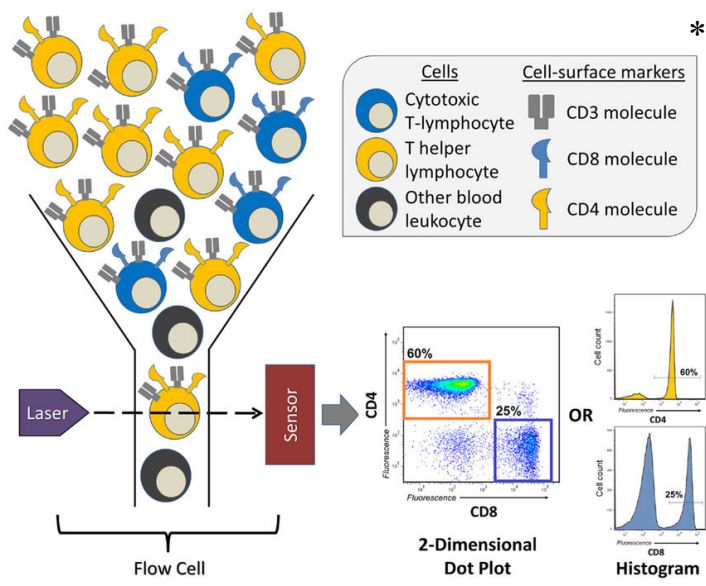 *
Cells
Cell-surface markers
Cytotoxic
T-lymphocyte
CD3 molecule
T helper
lymphocyte
CD8 molecule
Other blood
leukocyte
CD4 molecule
Laser
Sensor
Flow Cell
60%
25%
CD4
Fluorescence
Fluorescence
CD8
2-Dimensional
Dot Plot
OR
Cell count
60%
Fluorescence
CD4
Cell count
25%
Fluorescence
CD8
Histogram